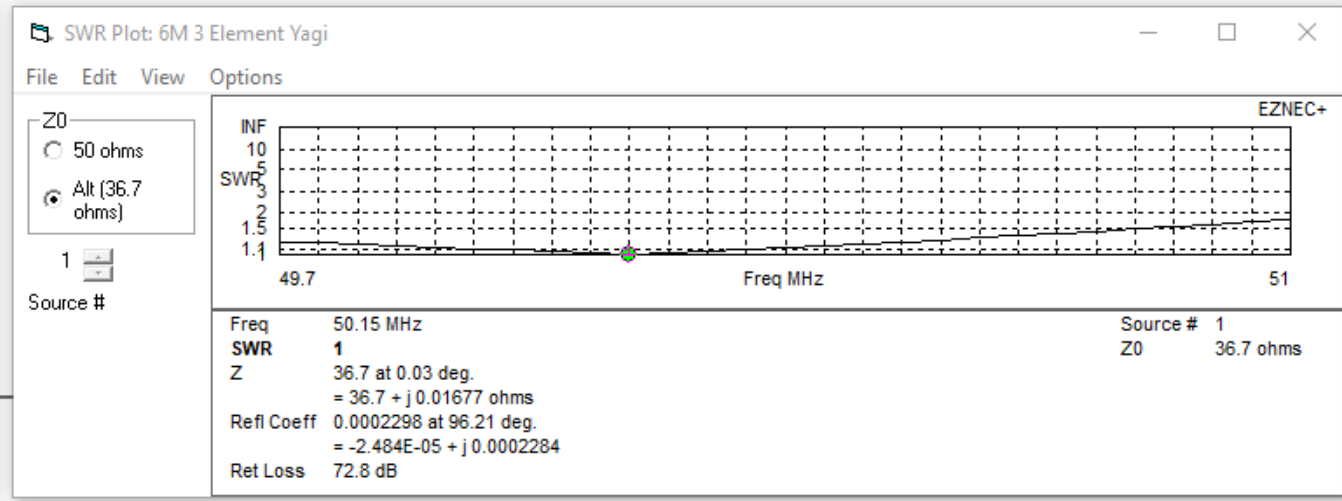 SWR Plot: 6M 3 Element Yagi
File Edit View Options
Z0
50 ohms
Alt (36.7 ohms)
1
Source #
EZNEC+
INF
10
5
SWR
3
2
1.5
1.1
1
49.7 Freq MHz 51
Freq 50.15 MHz Source # 1
SWR 1 Z0 36.7 ohms
Z 36.7 at 0.03 deg.
= 36.7 + j 0.01677 ohms
Refl Coeff 0.0002298 at 96.21 deg.
= -2.484E-05 + j 0.0002284
Ret Loss 72.8 dB